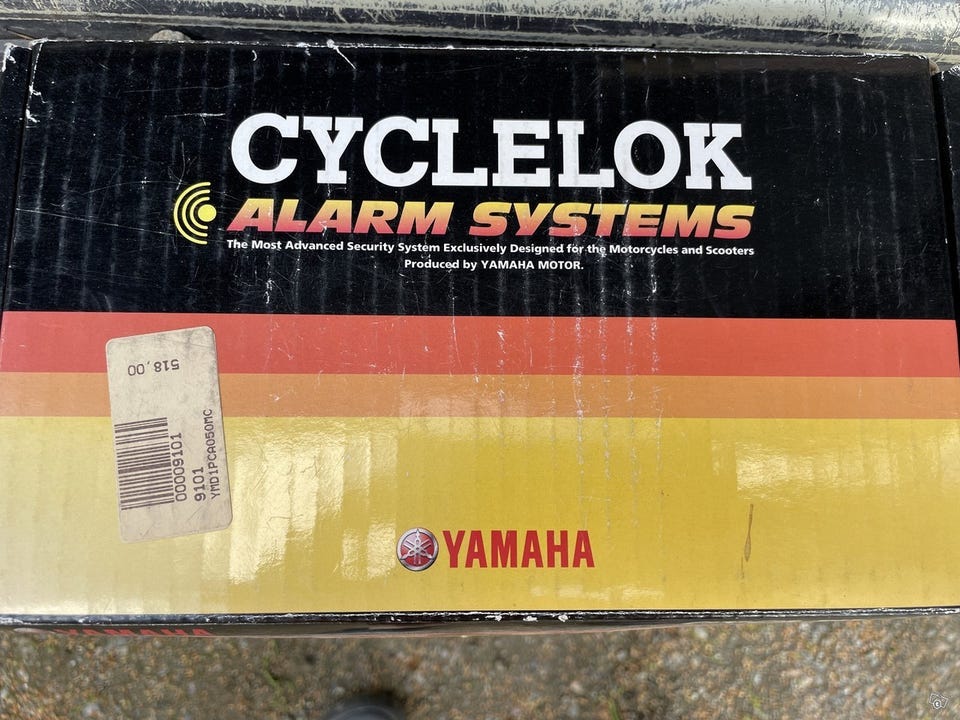 CYCLELOK
ALARM SYSTEMS
The Most Advanced Security System Exclusively Designed for the Motorcycles and Scooters
Produced by YAMAHA MOTOR.
518,00
00009101
9101
YMD1PCA050MC
YAMAHA
YAMAHA